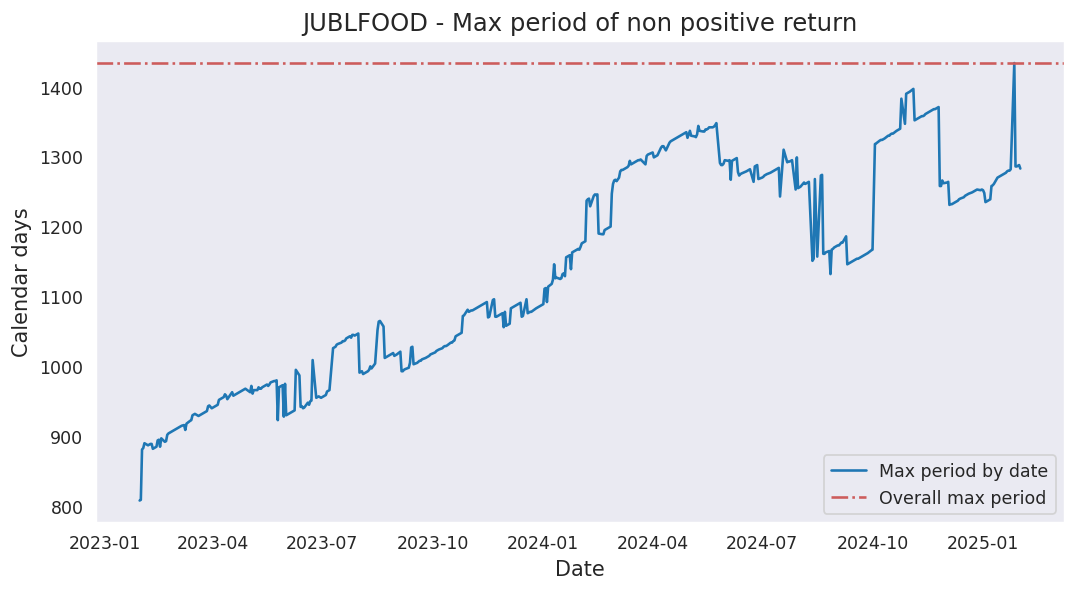 JUBLFOOD - Max period of non positive return
Calendar days
1400
1300
1200
1100
1000
900
800
2023-01 2023-04 2023-07 2023-10 2024-01 2024-04 2024-07 2024-10 2025-01
Date
Max period by date
Overall max period